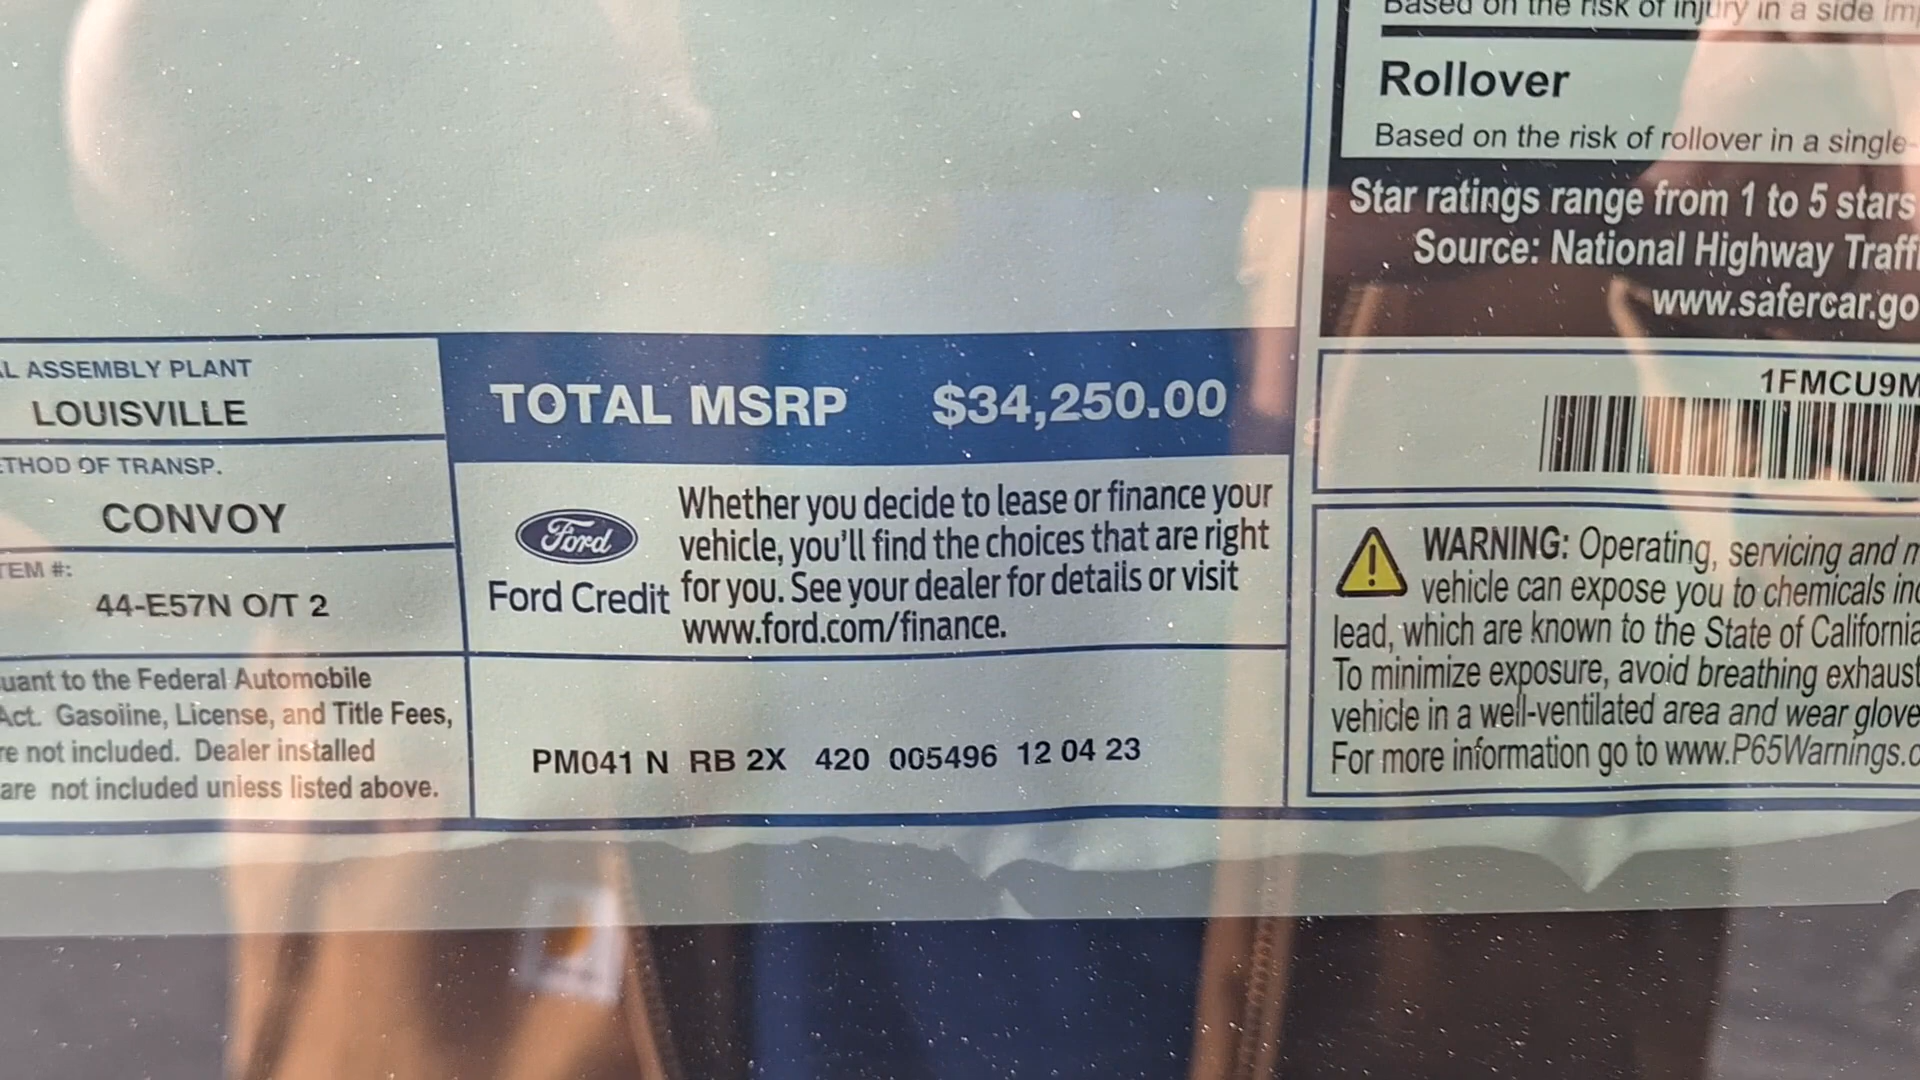 Based on the risk of injury in a side
Rollover
Based on the risk of rollover in a single-
Star ratings range from 1 to 5 stars
Source: National Highway Traff
www.safercar.go
AL ASSEMBLY PLANT
LOUISVILLE
ETHOD OF TRANSP.
CONVOY
TEM #:
44-E57N O/T 2
uant to the Federal Automobile
Act. Gasoline, License, and Title Fees,
re not included. Dealer installed
are not included unless listed above.
TOTAL MSRP $34,250.00
Ford
Ford Credit
Whether you decide to lease or finance your
vehicle, you'll find the choices that are right
for you. See your dealer for details or visit
www.ford.com/finance.
PM041 N RB 2X 420 005496 12 04 23
1FMCU9M
WARNING: Operating, servicing and m
vehicle can expose you to chemicals inc
lead, which are known to the State of California
To minimize exposure, avoid breathing exhaust
vehicle in a well-ventilated area and wear glove
For more information go to www.P65Warnings.c